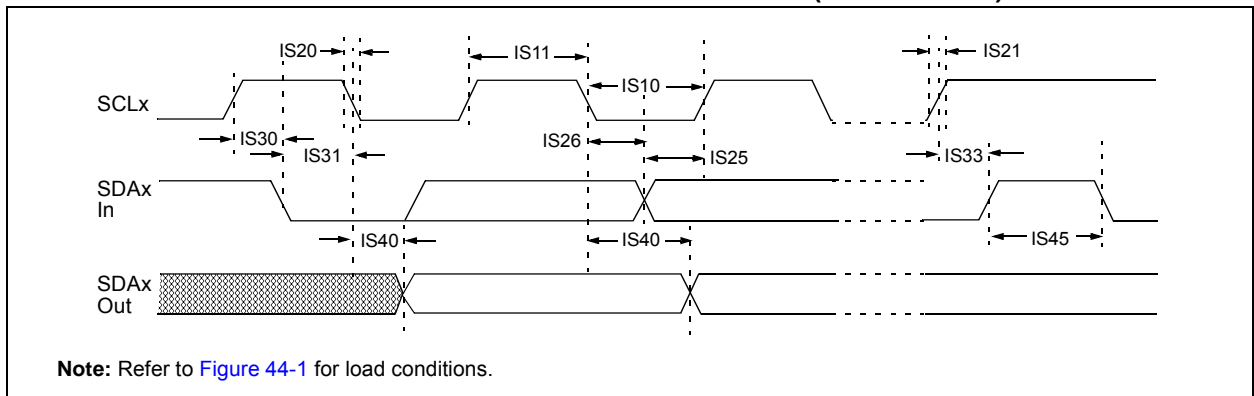 IS20
IS11
IS21
IS10
SCLx
IS30
IS31
IS26
IS25
IS33
SDAx
In
IS40
IS40
IS45
SDAx
Out
Note: Refer to Figure 44-1 for load conditions.